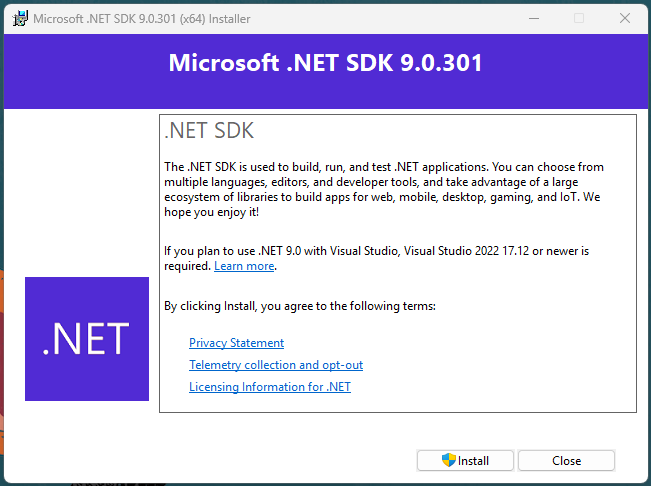 Microsoft .NET SDK 9.0.301 (x64) Installer
Microsoft .NET SDK 9.0.301
.NET SDK
The .NET SDK is used to build, run, and test .NET applications. You can choose from
multiple languages, editors, and developer tools, and take advantage of a large
ecosystem of libraries to build apps for web, mobile, desktop, gaming, and IoT. We
hope you enjoy it!
If you plan to use .NET 9.0 with Visual Studio, Visual Studio 2022 17.12 or newer is
required. Learn more.
By clicking Install, you agree to the following terms:
Privacy Statement
Telemetry collection and opt-out
Licensing Information for .NET
.NET
Install
Close